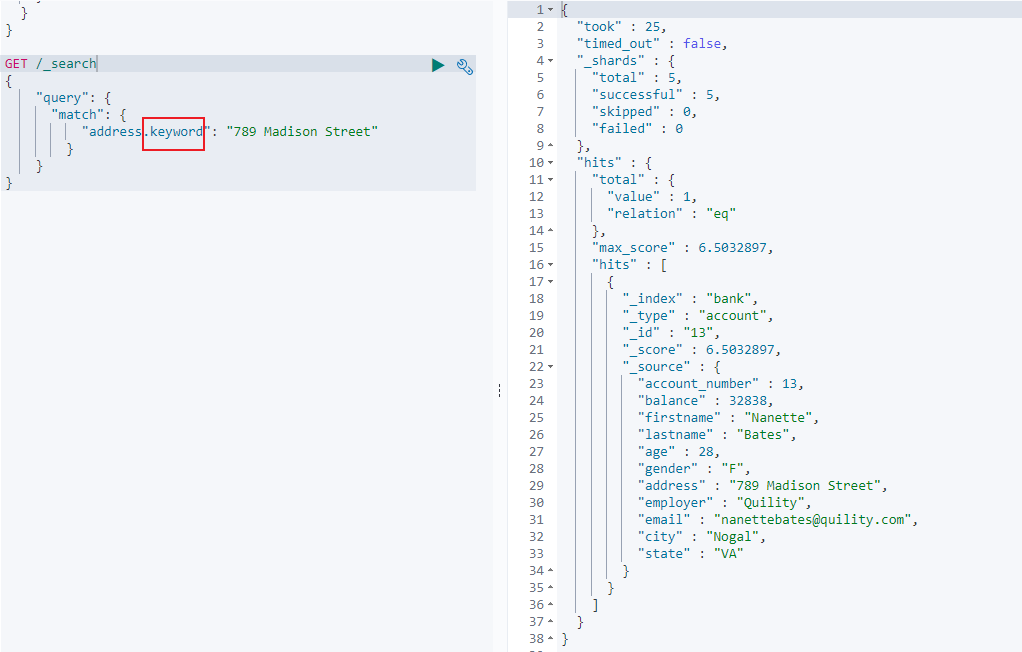 }
}
GET /_search
{
"query": {
"match": {
"address.keyword": "789 Madison Street"
}
}
}
1 {
2 "took" : 25,
3 "timed_out" : false,
4 "_shards" : {
5 "total" : 5,
6 "successful" : 5,
7 "skipped" : 0,
8 "failed" : 0
9 },
10 "hits" : {
11 "total" : {
12 "value" : 1,
13 "relation" : "eq"
14 },
15 "max_score" : 6.5032897,
16 "hits" : [
17 {
18 "_index" : "bank",
19 "_type" : "account",
20 "_id" : "13",
21 "_score" : 6.5032897,
22 "_source" : {
23 "account_number" : 13,
24 "balance" : 32838,
25 "firstname" : "Nanette",
26 "lastname" : "Bates",
27 "age" : 28,
28 "gender" : "F",
29 "address" : "789 Madison Street",
30 "employer" : "Quility",
31 "email" : "nanettebates@quility.com",
32 "city" : "Nogal",
33 "state" : "VA"
34 }
35 }
36 ]
37 }
38 }